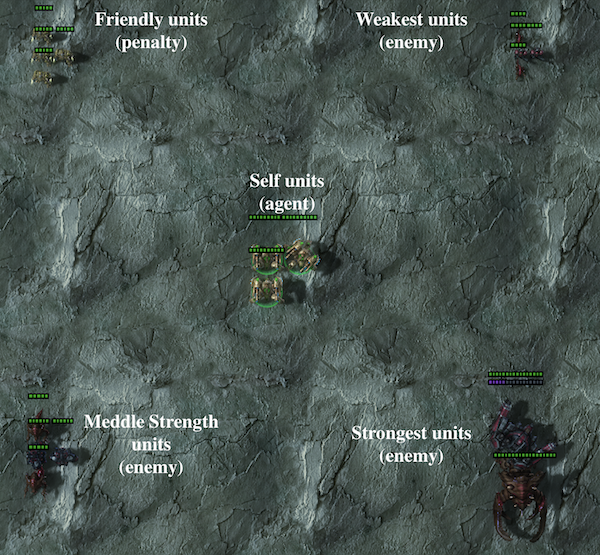 Friendly units
(penalty)
Weakest units
(enemy)
Self units
(agent)
Meddle Strength
units
(enemy)
Strongest units
(enemy)